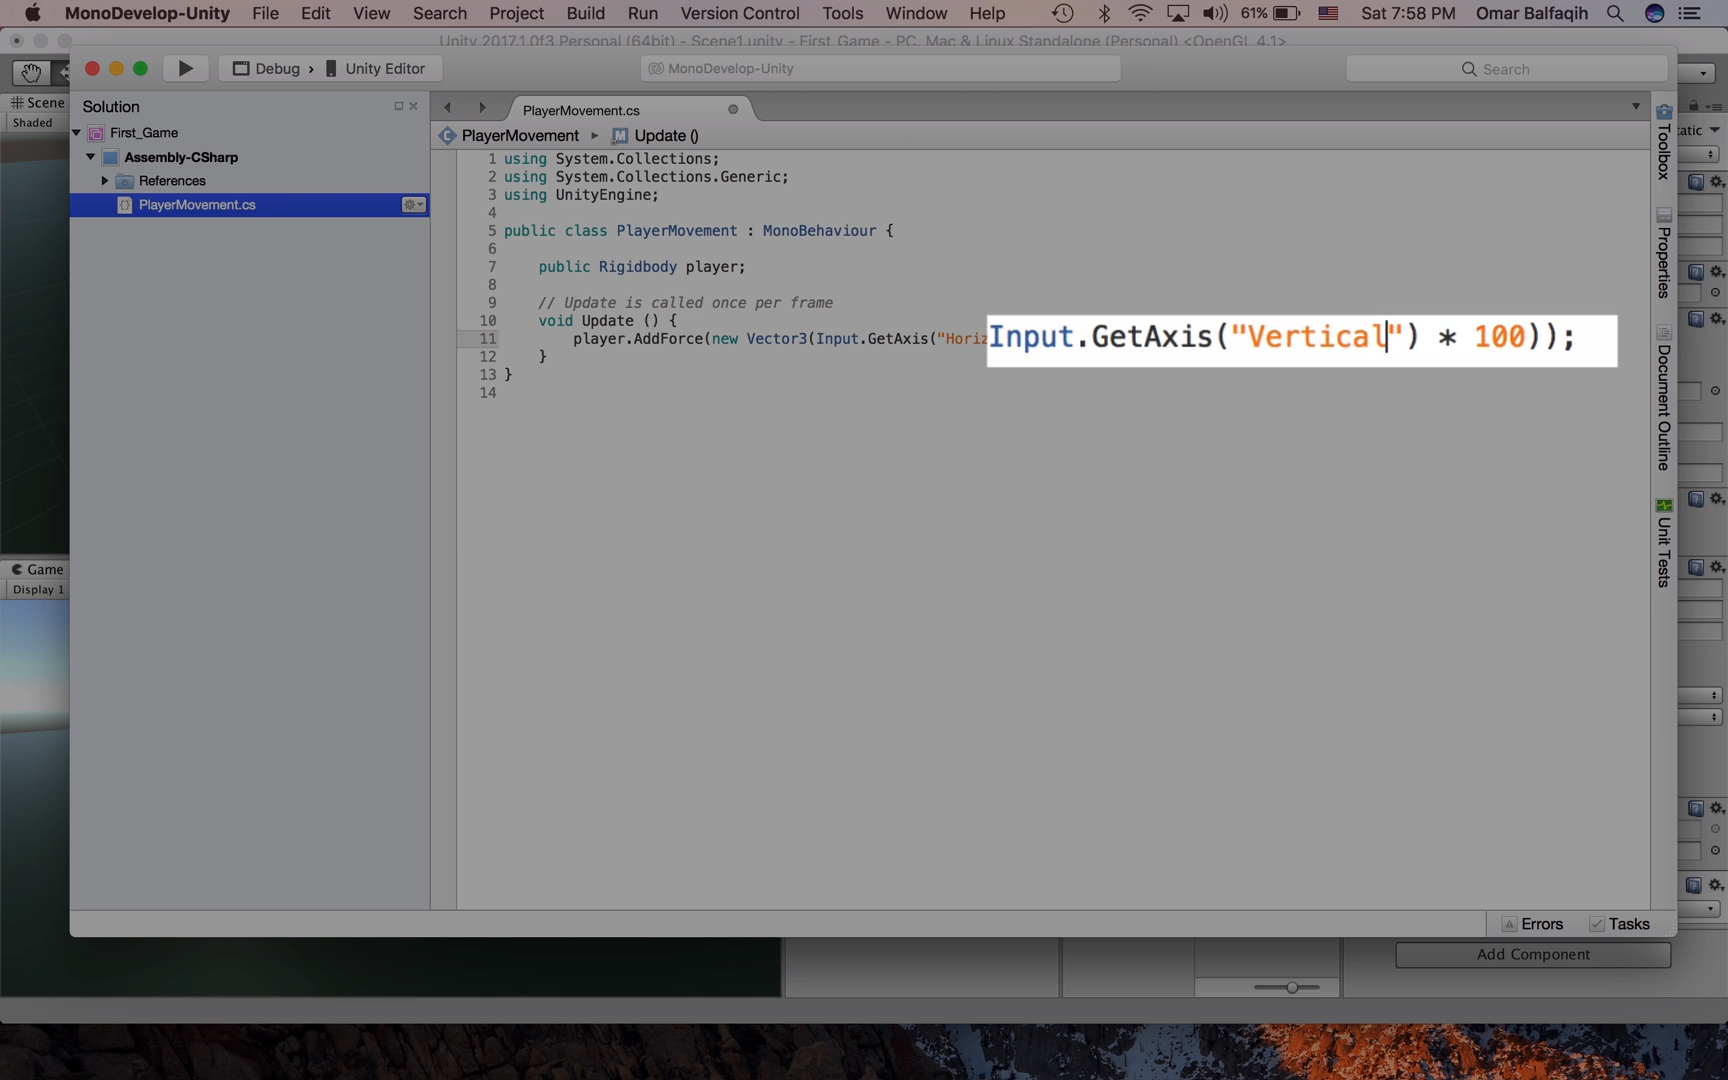 MonoDevelop-Unity File Edit View Search Project Build Run Version Control Tools Window Help 61% Sat 7:58 PM Omar Balfaqih
Unity 2017.1.0f3 Personal (64bit) - Scene1.unity - First_Game - PC, Mac & Linux Standalone (Personal) <OpenGL 4.1>
Debug › Unity Editor
MonoDevelop-Unity
Search
Scene
Shaded
Solution
First_Game
Assembly-CSharp
References
PlayerMovement.cs
PlayerMovement.cs
PlayerMovement ▸ Update ()
1 using System.Collections;
2 using System.Collections.Generic;
3 using UnityEngine;
4
5 public class PlayerMovement : MonoBehaviour {
6
7 public Rigidbody player;
8
9 // Update is called once per frame
10 void Update () {
11 player.AddForce(new Vector3(Input.GetAxis("Horiz
Input.GetAxis("Vertical") * 100));
12 }
13 }
14
Toolbox
Properties
Document Outline
Unit Tests
tatic
Game
Display 1
Errors Tasks
Add Component